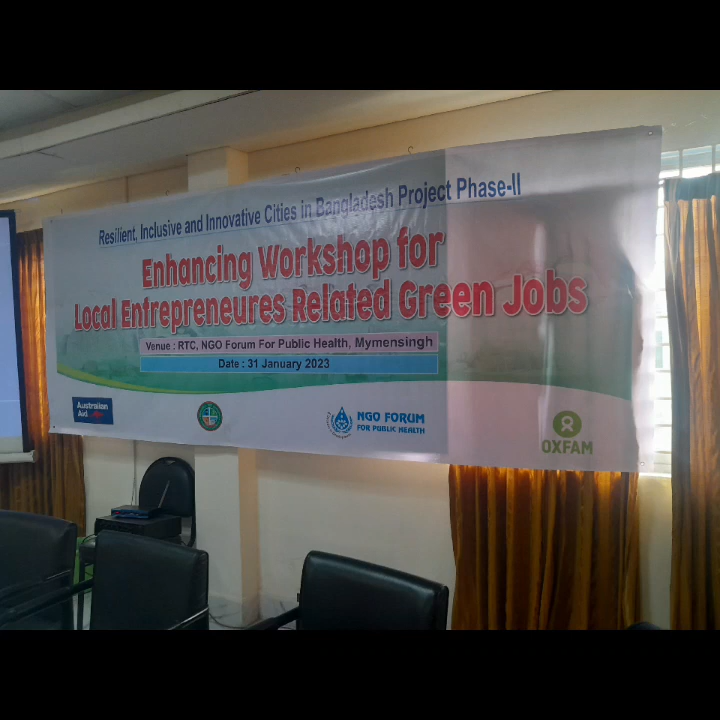 Resilient, Inclusive and Innovative Cities in Bangladesh Project Phase-II
Enhancing Workshop for
Local Entrepreneures Related Green Jobs
Venue : RTC, NGO Forum For Public Health, Mymensingh
Date : 31 January 2023
Australian
Aid
NGO FORUM
FOR PUBLIC HEALTH
OXFAM